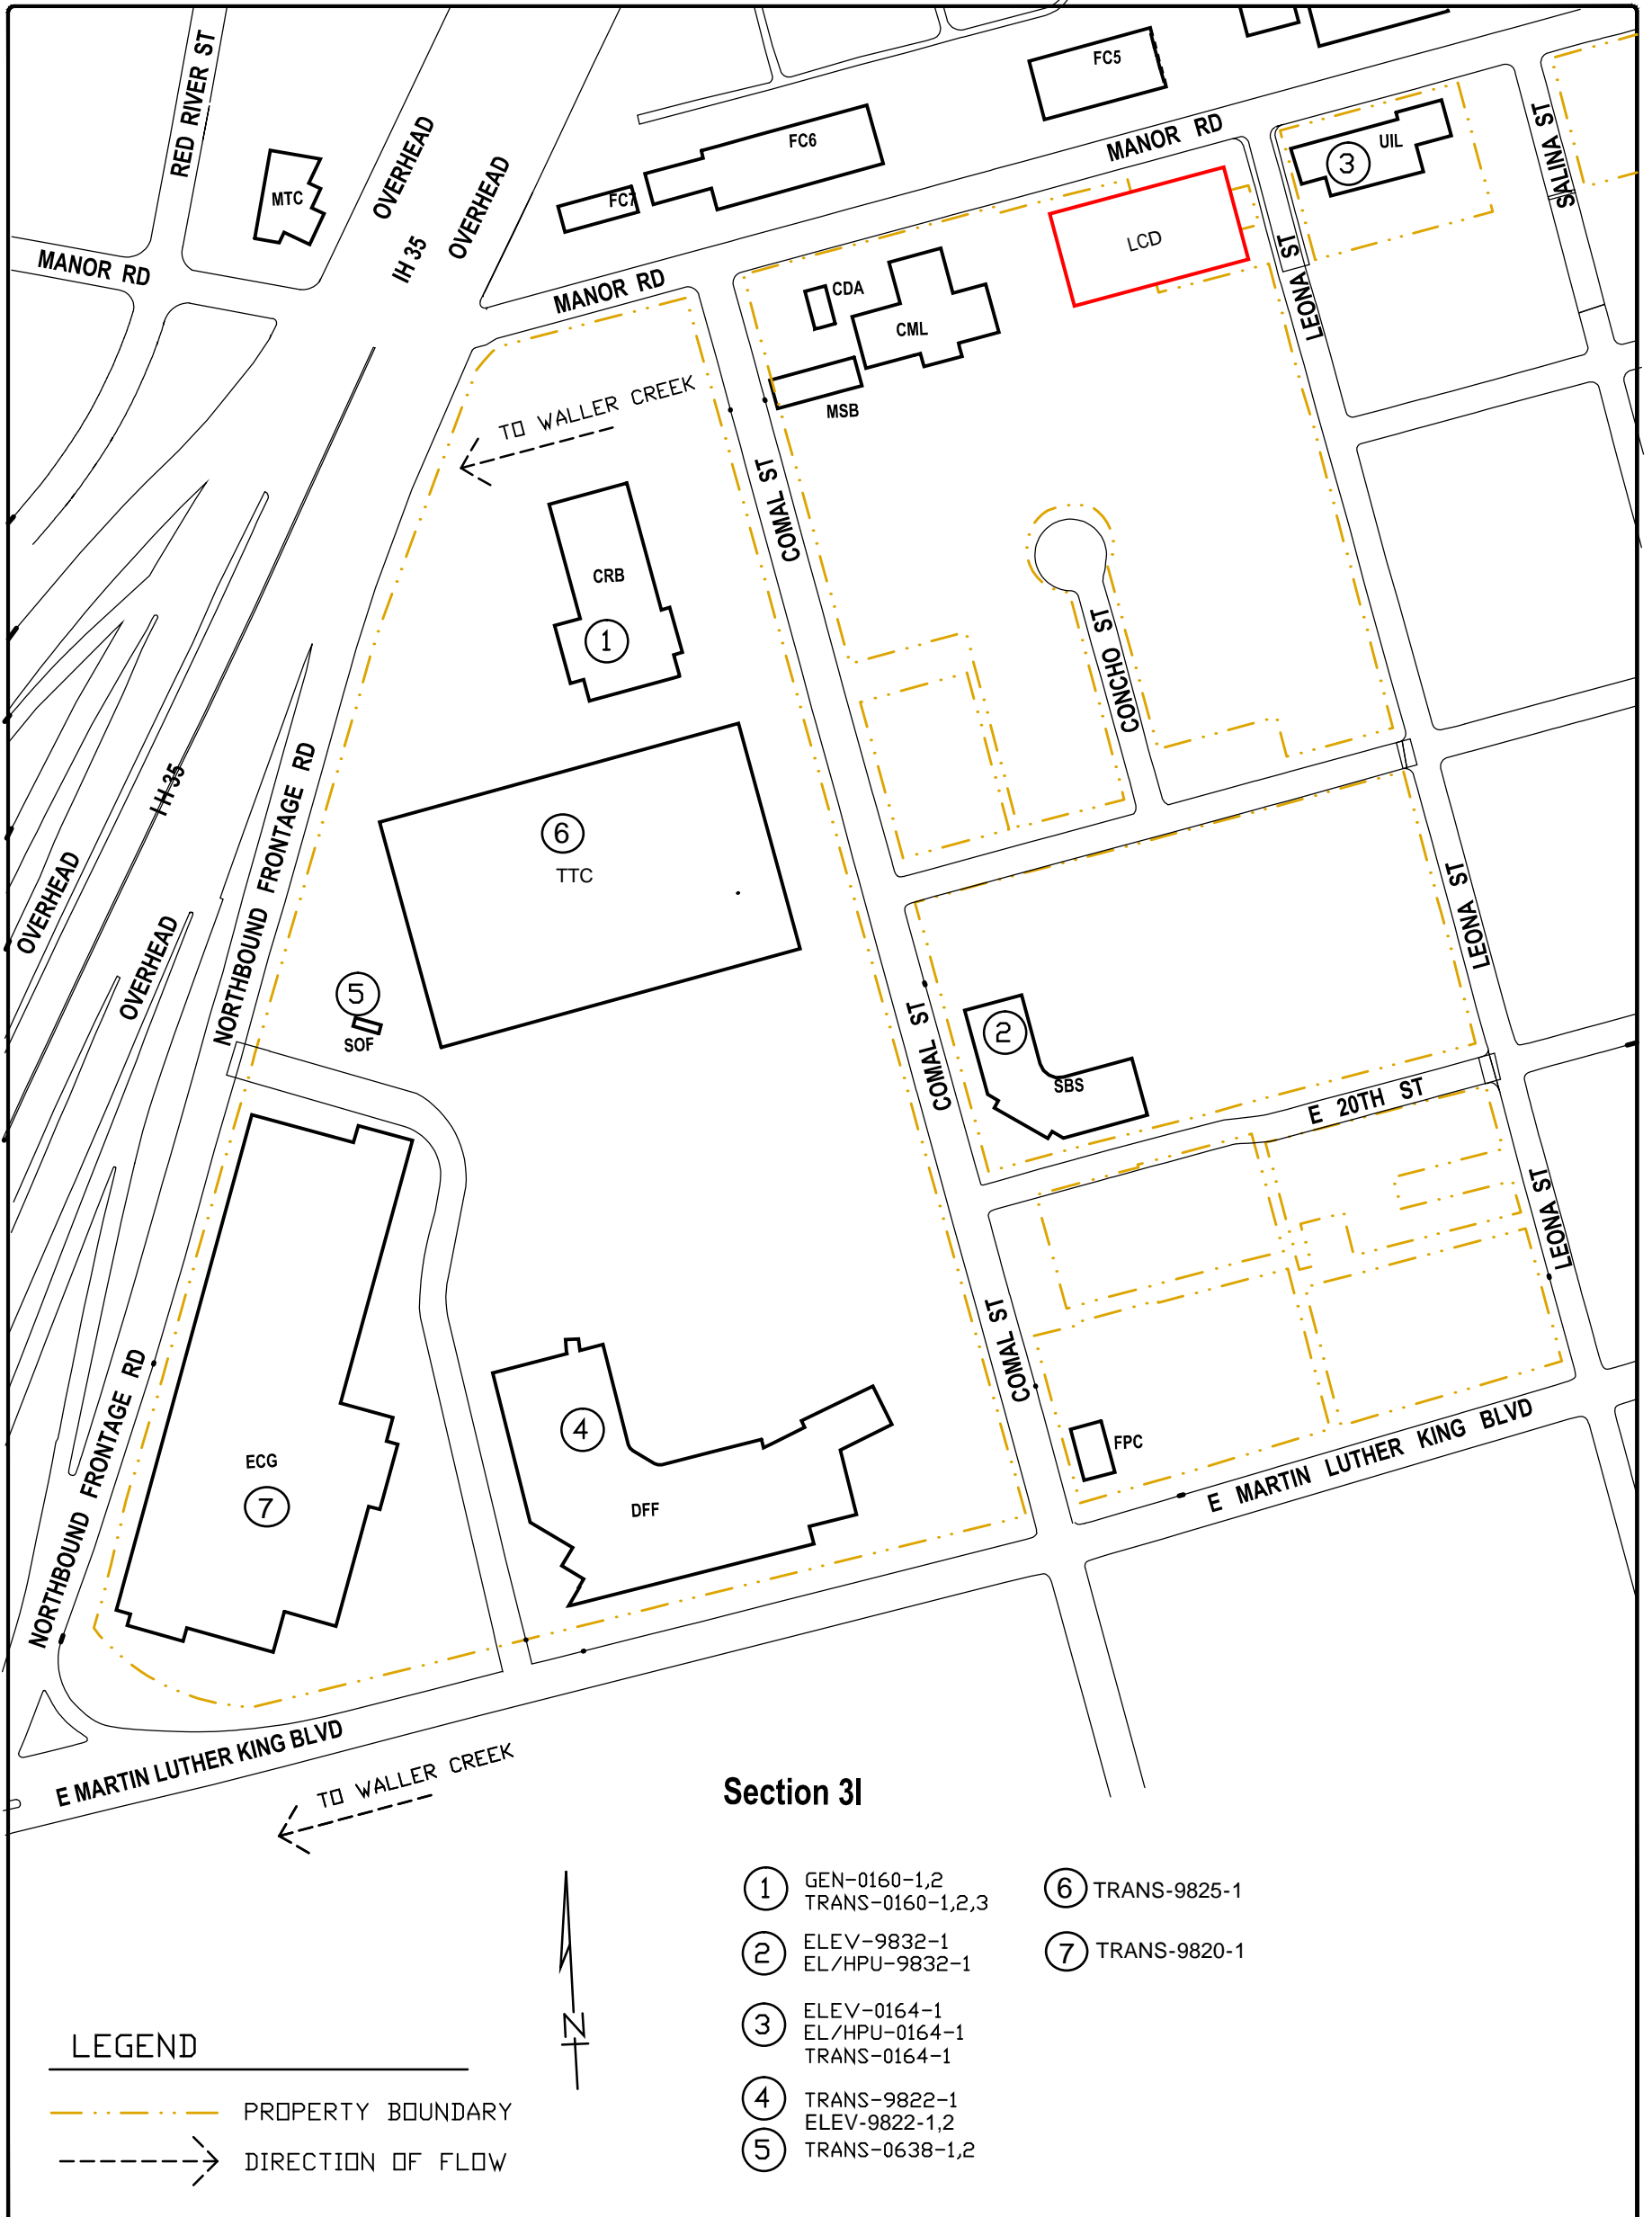 RED RIVER ST
FC5
OVERHEAD
MANOR RD
SALINA ST
FC6
UIL
3
MTC
OVERHEAD
FC7
LCD
LEONA ST
IH 35
MANOR RD
MANOR RD
CDA
LEONA ST
CML
TO WALLER CREEK
MSB
COMAL ST
CRB
1
CONCHO ST
IH 35
NORTHBOUND FRONTAGE RD
6
TTC
OVERHEAD
OVERHEAD
LEONA ST
5
SOF
2
SBS
COMAL ST
E 20TH ST
LEONA ST
COMAL ST
NORTHBOUND FRONTAGE RD
4
ECG
7
DFF
FPC
E MARTIN LUTHER KING BLVD
E MARTIN LUTHER KING BLVD
TO WALLER CREEK
Section 3I
1 GEN-0160-1,2
TRANS-0160-1,2,3
6 TRANS-9825-1
2 ELEV-9832-1
EL/HPU-9832-1
7 TRANS-9820-1
3 ELEV-0164-1
EL/HPU-0164-1
TRANS-0164-1
4 TRANS-9822-1
ELEV-9822-1,2
5 TRANS-0638-1,2
N
LEGEND
PROPERTY BOUNDARY
DIRECTION OF FLOW